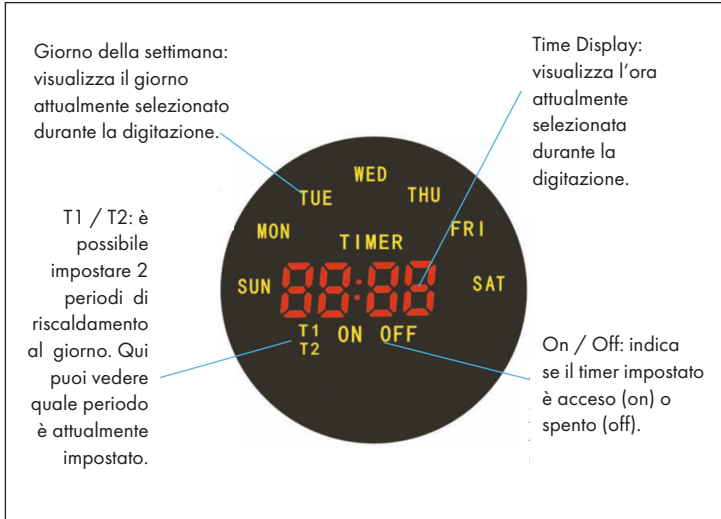 Giorno della settimana:
visualizza il giorno
attualmente selezionato
durante la digitazione.
Time Display:
visualizza l'ora
attualmente
selezionata
durante la
digitazione.
T1 / T2: è
possibile
impostare 2
periodi di
riscaldamento
al giorno. Qui
puoi vedere
quale periodo
è attualmente
impostato.
WED
TUE THU
MON FRI
TIMER
SUN 88:88 SAT
T1 ON OFF
T2
On / Off: indica
se il timer impostato
è acceso (on) o
spento (off).